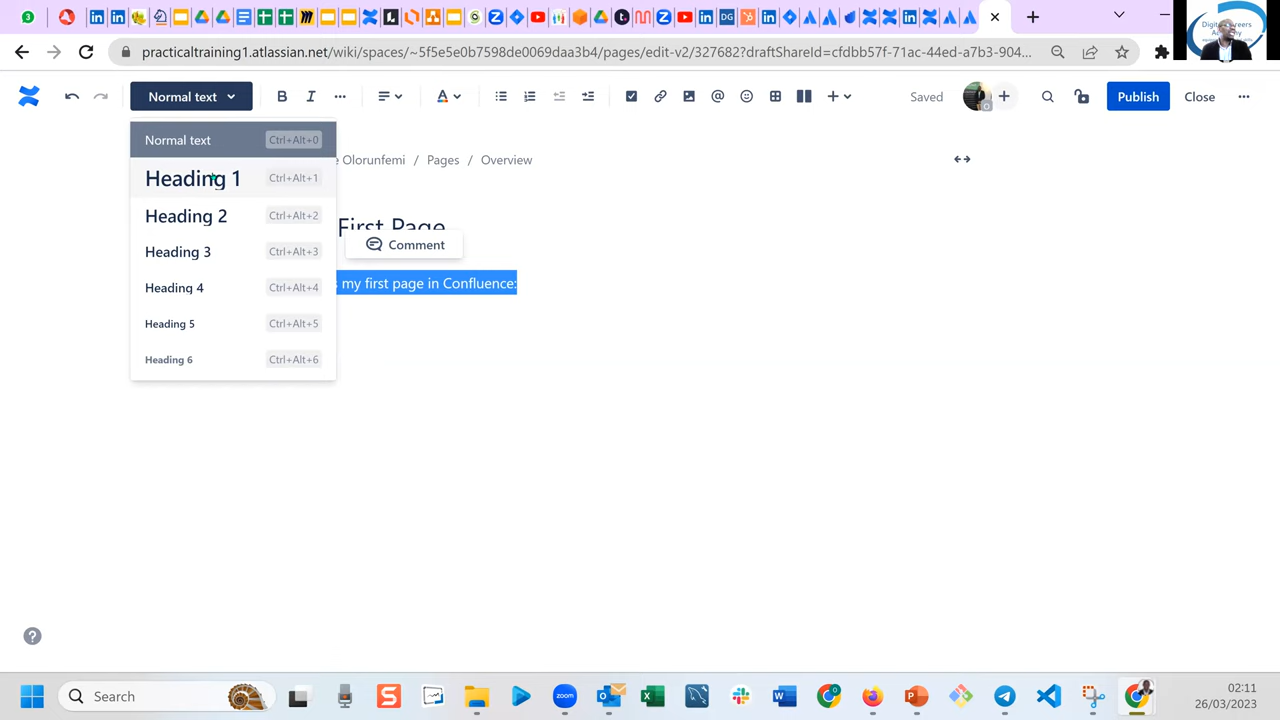 practicaltraining1.atlassian.net/wiki/spaces/~5f5e5e0b75980e0069daa3b4/pages/edit-v2/327682?draftShareId=cfdbb57f-71ac-44ed-a7b3-904...
Normal text
Saved
Publish
Close
Normal text Ctrl+Alt+0
Heading 1 Ctrl+Alt+1
Heading 2 Ctrl+Alt+2
Heading 3 Ctrl+Alt+3
Heading 4 Ctrl+Alt+4
Heading 5 Ctrl+Alt+5
Heading 6 Ctrl+Alt+6
Olorunfemi / Pages / Overview
First Page
Comment
my first page in Confluence:
Search
zoom
02:11
26/03/2023